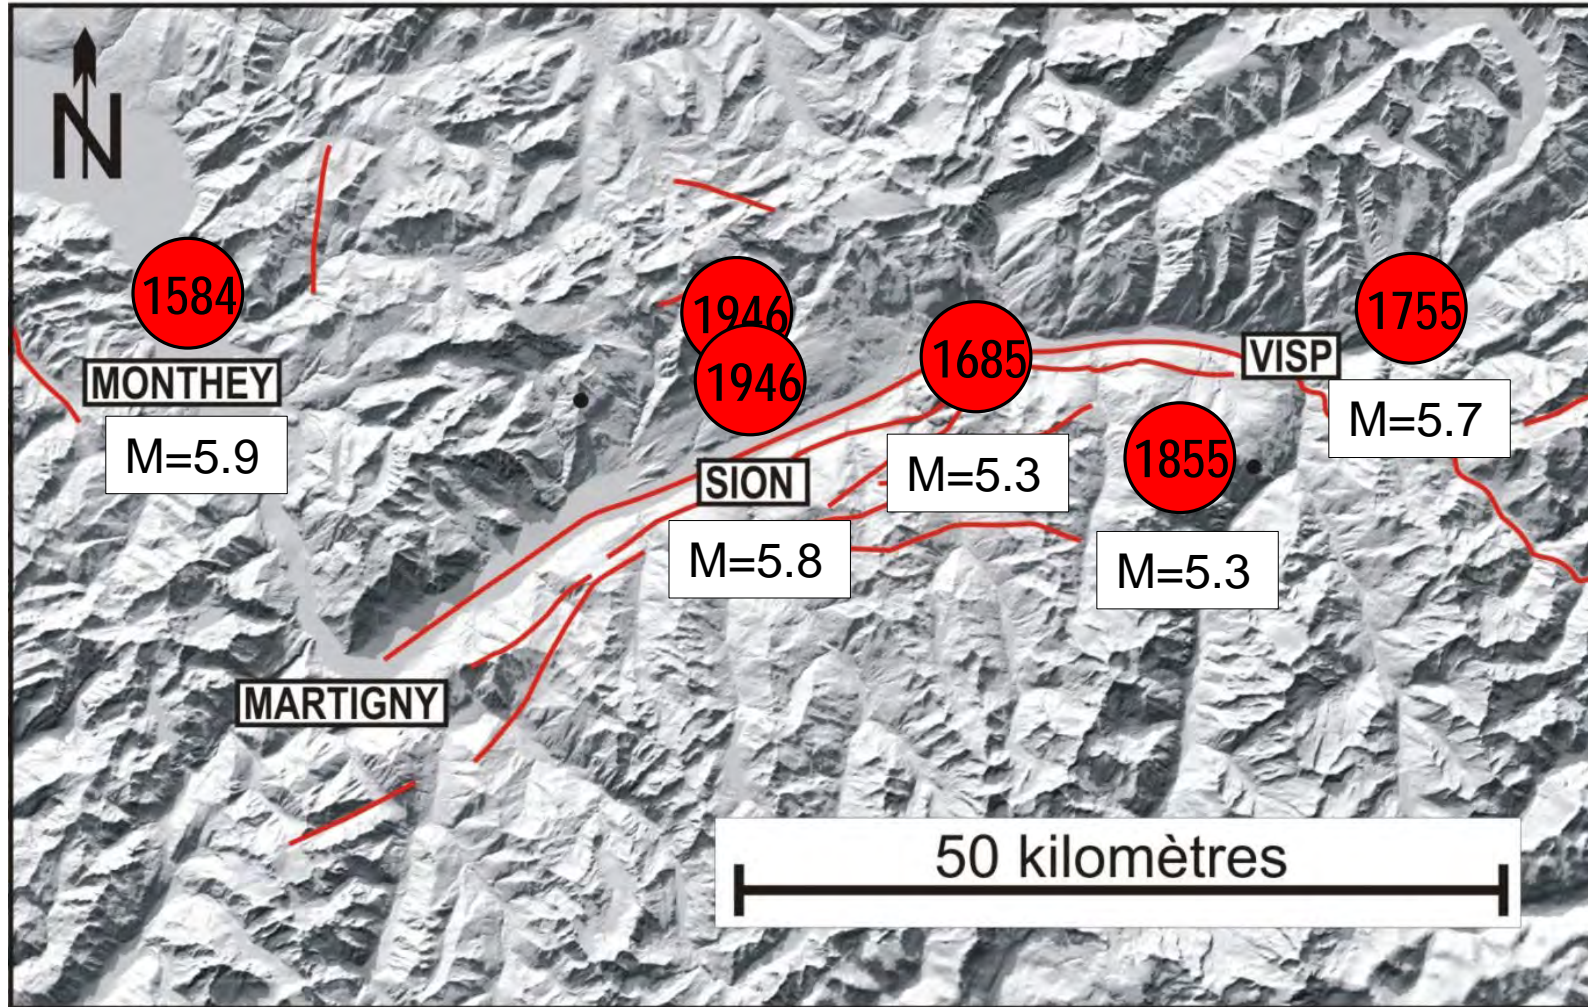 N
1584
1946
1946
1685
1755
MONTHEY
VISP
M=5.9
M=5.7
1855
SION
M=5.3
M=5.8
M=5.3
MARTIGNY
50 kilomètres